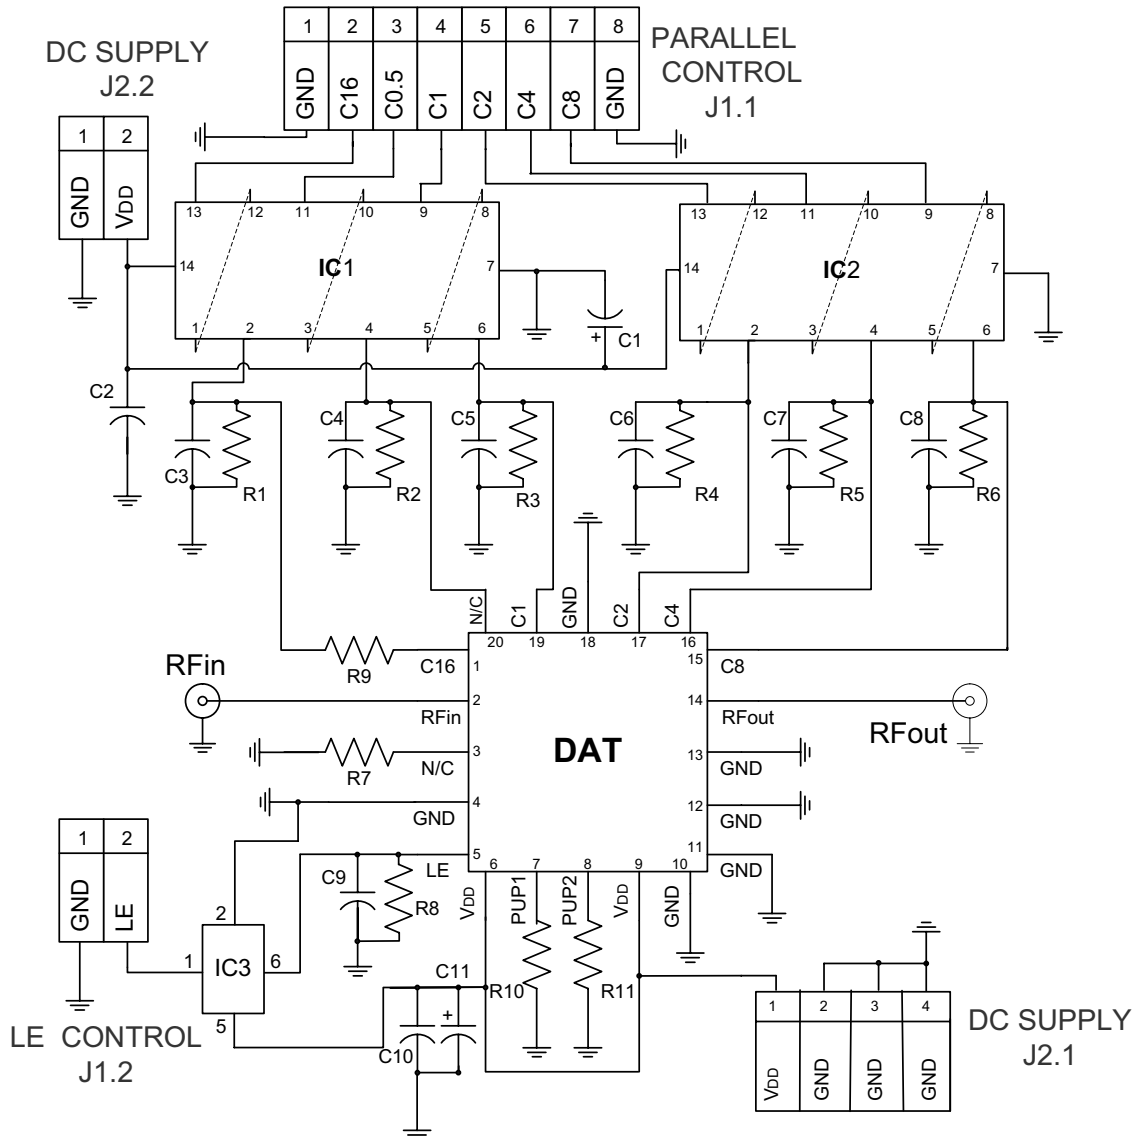 1 2 3 4 5 6 7 8
GND C16 C0.5 C1 C2 C4 C8 GND
PARALLEL
CONTROL
J1.1
DC SUPPLY
J2.2
1 2
GND VDD
13 12 11 10 9 8
14 IC1 7
1 2 3 4 5 6
13 12 11 10 9 8
14 IC2 7
1 2 3 4 5 6
+ C1
C2
C3 R1
C4 R2
C5 R3
C6 R4
C7 R5
C8 R6
N/C C1 GND C2 C4
20 19 18 17 16
R9 C16 1
15 C8
RFin
RFin 2
14 RFout
RFout
DAT
R7 N/C 3
13 GND
GND 4
12 GND
LE 5
11 GND
6 7 8 9 10
VDD PUP1 PUP2 VDD GND
1 2
GND LE
C9 R8
2
1 IC3 6
5
LE CONTROL
J1.2
C11
+
C10
R10 R11
1 2 3 4
VDD GND GND GND
DC SUPPLY
J2.1